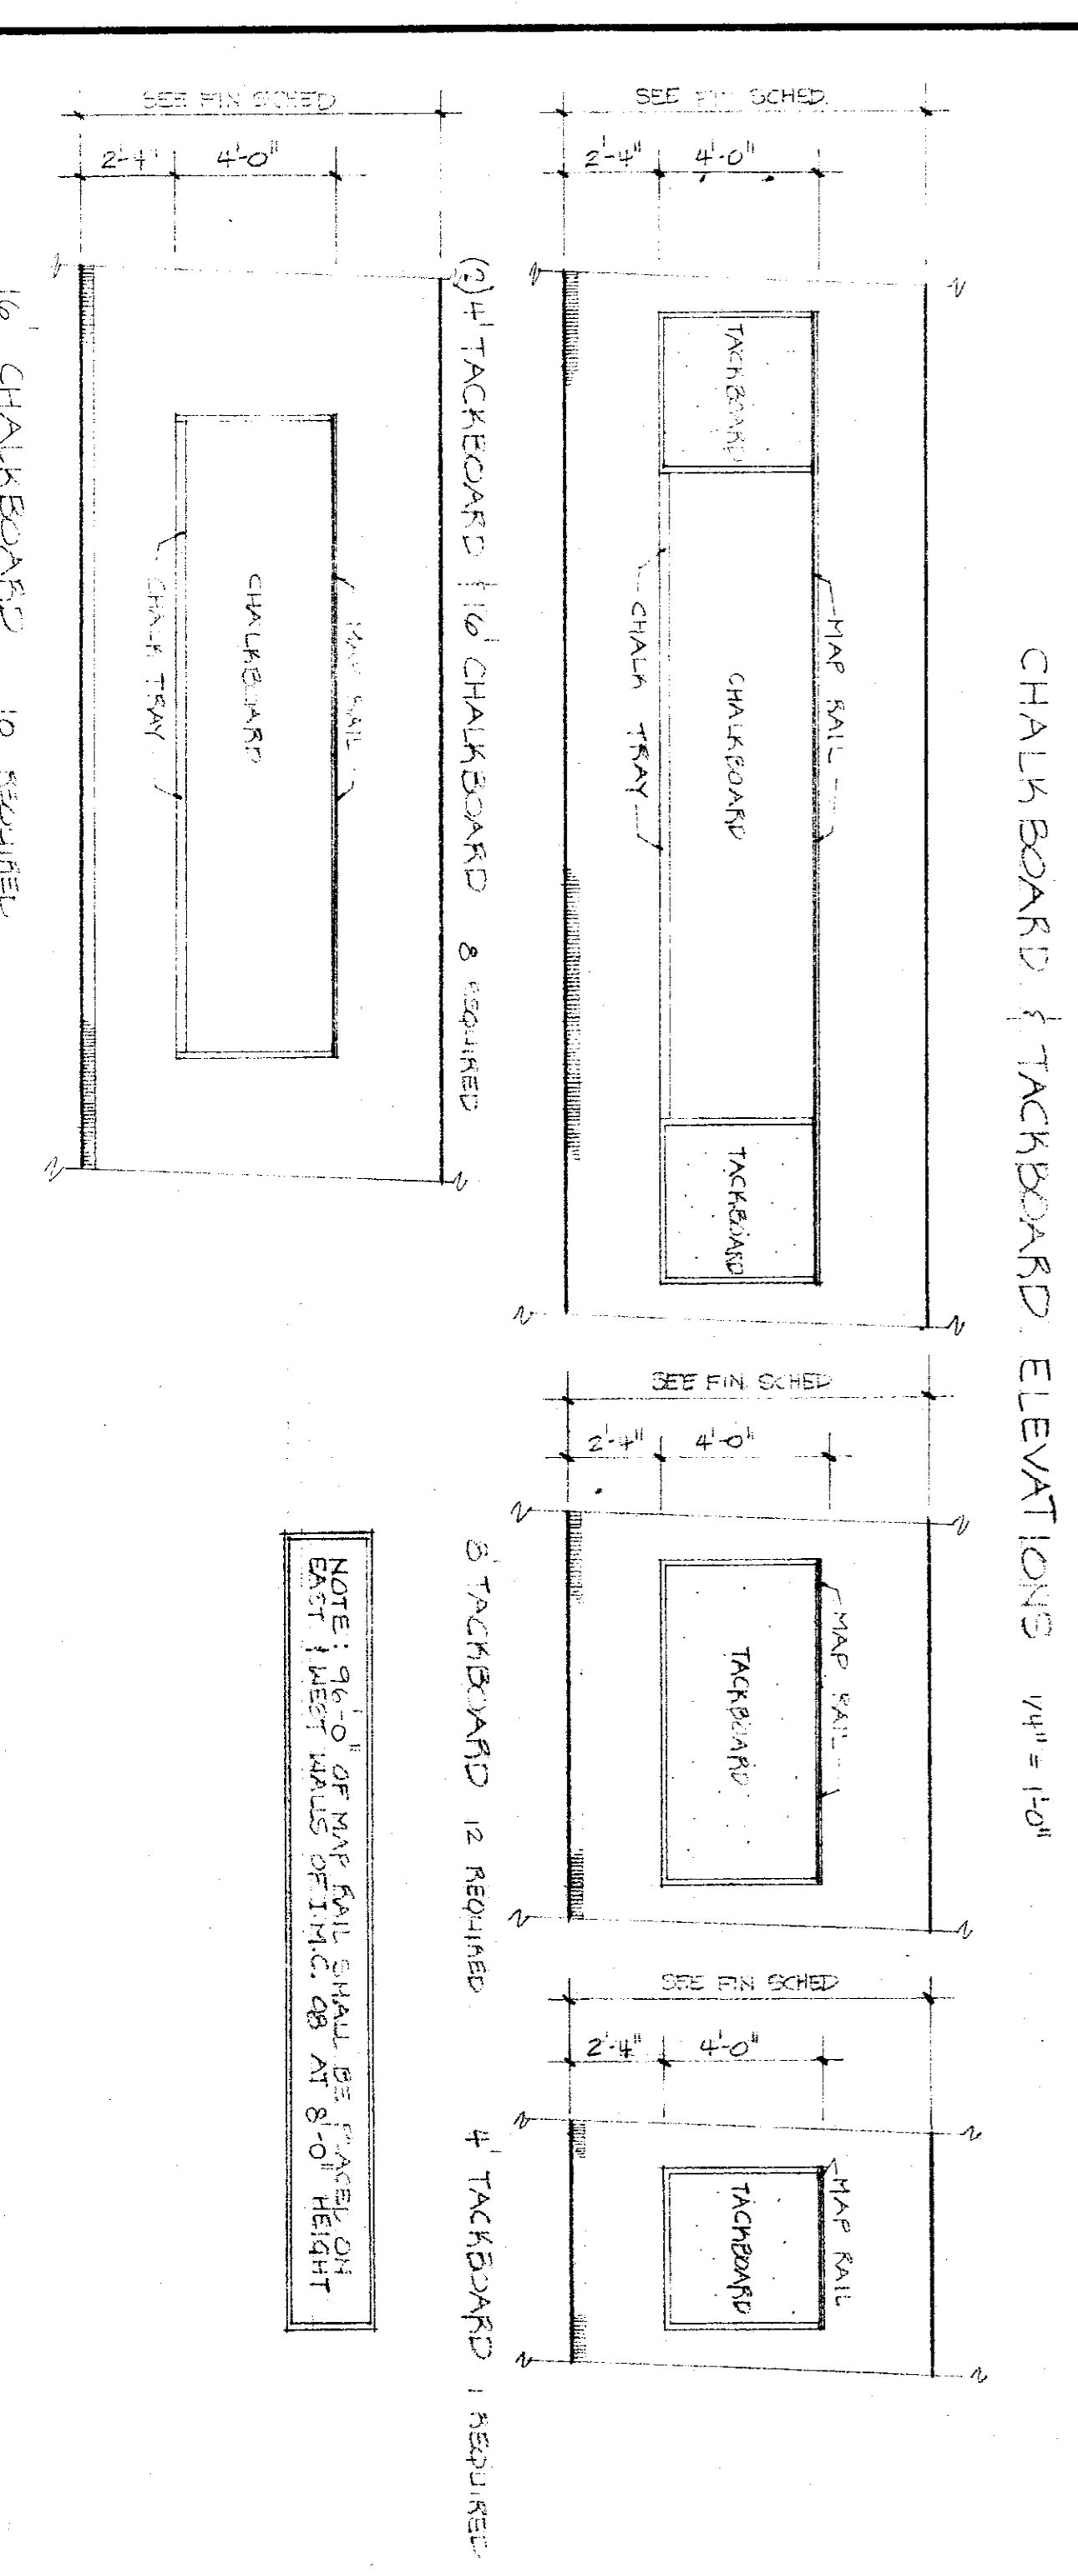 CHALKBOARD & TACKBOARD ELEVATIONS 1/4" = 1'-0"
SEE FIN SCHED.
2'-4"
4'-0"
MAP RAIL
TACKBOARD
CHALKBOARD
TACKBOARD
CHALK TRAY
(2) 4' TACKBOARD & 16' CHALKBOARD 8 REQUIRED
SEE FIN. SCHED
2'-4"
4'-0"
MAP RAIL
TACKBOARD
8' TACKBOARD 12 REQUIRED
SEE FIN SCHED
2'-4"
4'-0"
MAP RAIL
TACKBOARD
4' TACKBOARD 1 REQUIRED
SEE FIN SCHED
2'-4"
4'-0"
MAP RAIL
CHALKBOARD
CHALK TRAY
16' CHALKBOARD 10 REQUIRED
NOTE: 96'-0" OF MAP RAIL SHALL BE PLACED ON
EAST & WEST WALLS OF I.M.C. 98 AT 8'-0" HEIGHT